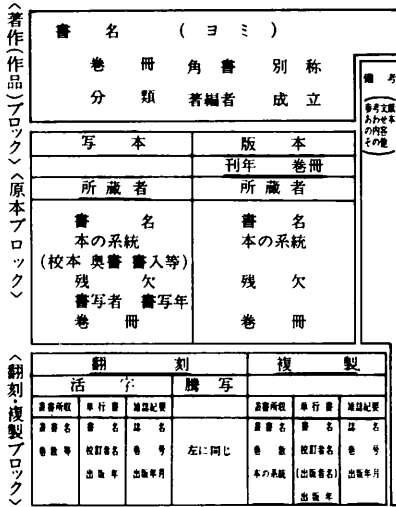 〈著作(作品)ブロック〉
書名(ヨミ)
巻冊 角書 別称
分類 著編者 成立
備考
参考文献
あわせ本
の内容
その他
〈原本ブロック〉
写本 版本
刊年 巻冊
所蔵者 所蔵者
書名 書名
本の系統 本の系統
(校本 奥書 書入等)
残欠 残欠
書写者 書写年
巻冊 巻冊
〈翻刻・複製ブロック〉
翻刻 複製
活字 謄写
叢書所収 単行書 雑誌紀要 叢書所収 単行書 雑誌紀要
叢書名 書名 誌名 叢書名 書名 誌名
巻数等 校訂者名 巻号 左に同じ 巻数 校訂者名 巻号
出版年 出版年月 本の系統 (出版者名) 出版年月
出版年